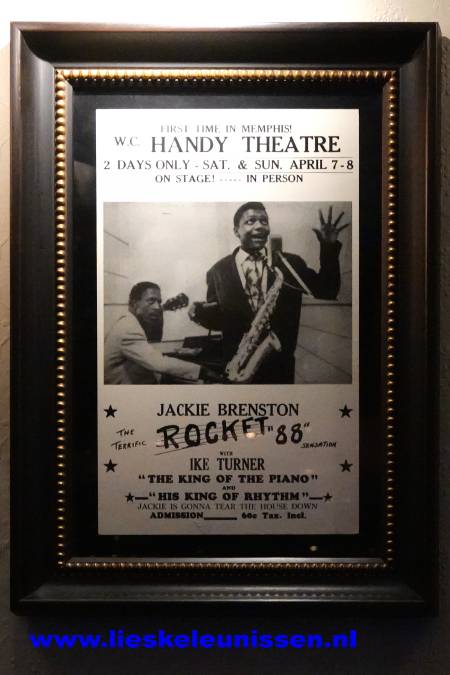 FIRST TIME IN MEMPHIS!
W.C. HANDY THEATRE
2 DAYS ONLY - SAT. & SUN. APRIL 7-8
ON STAGE! ----- IN PERSON
JACKIE BRENSTON
THE TERRIFIC ROCKET "88" SENSATION
WITH
IKE TURNER
"THE KING OF THE PIANO"
AND
"HIS KING OF RHYTHM"
JACKIE IS GONNA TEAR THE HOUSE DOWN
ADMISSION_____ 60c Tax. Incl.
www.lieskeleunissen.nl